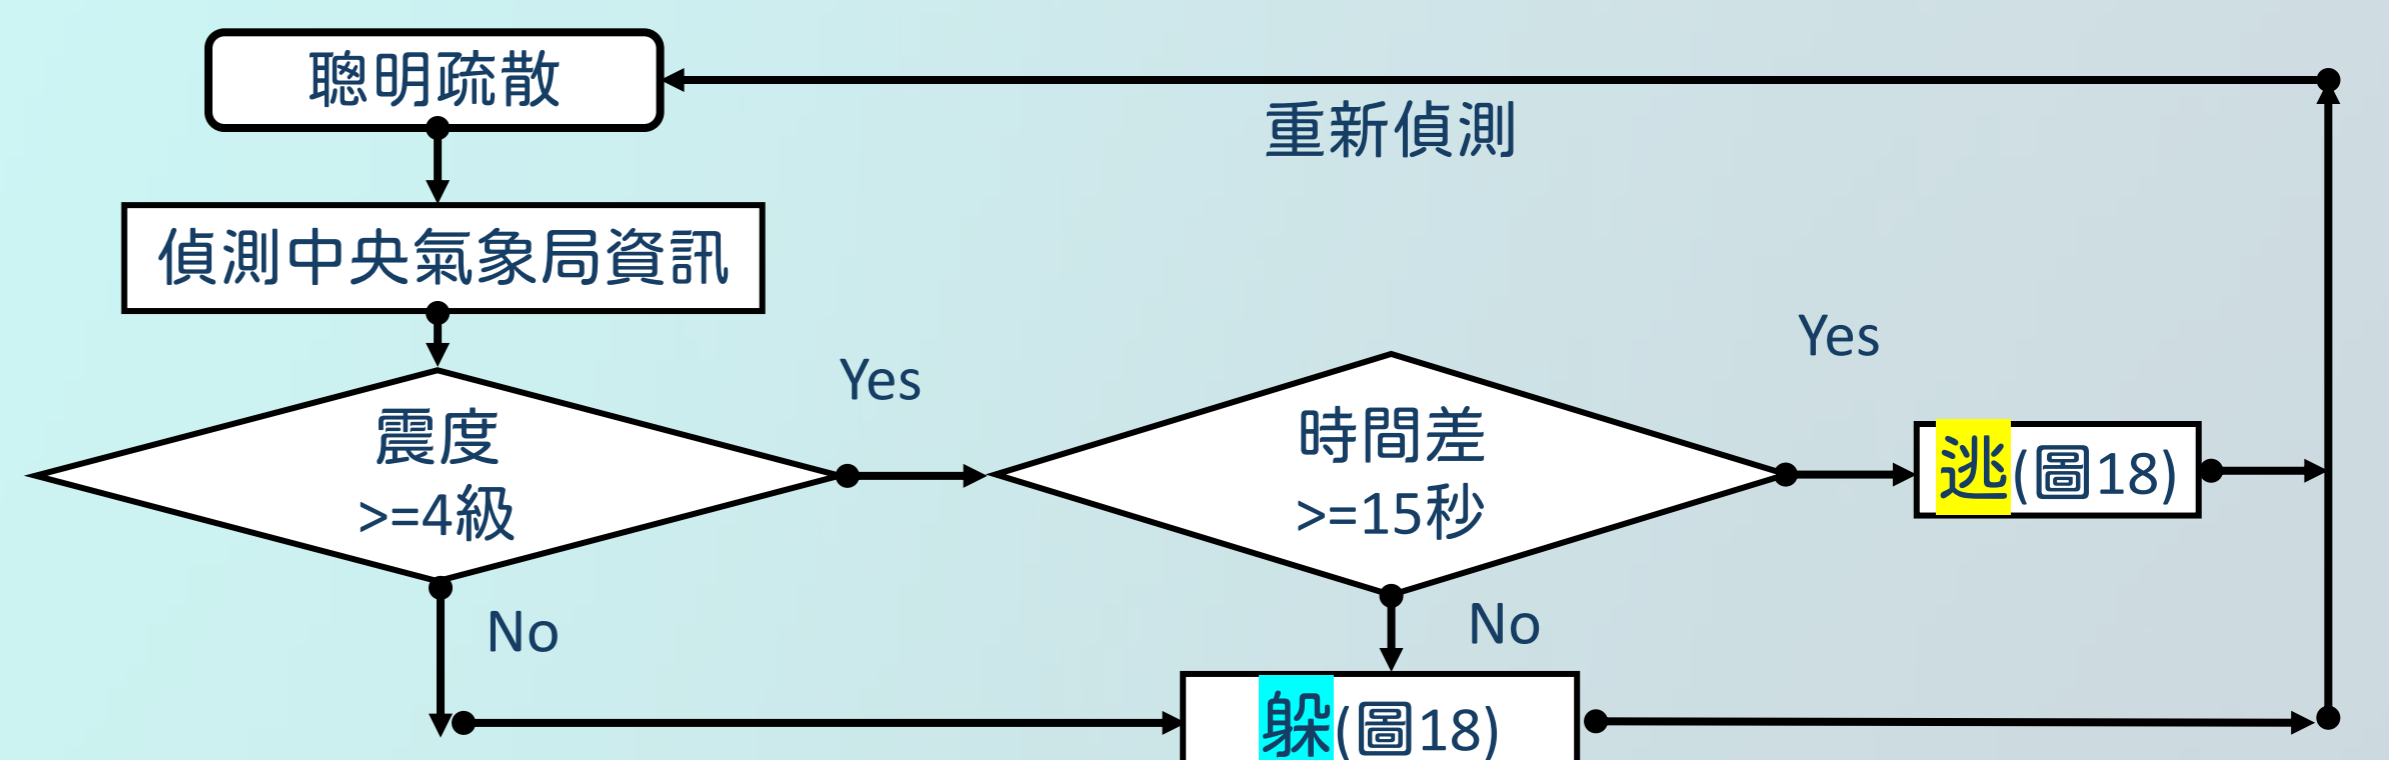 聰明疏散
重新偵測
偵測中央氣象局資訊
Yes
Yes
震度
>=4級
時間差
>=15秒
逃(圖18)
No
No
躲(圖18)